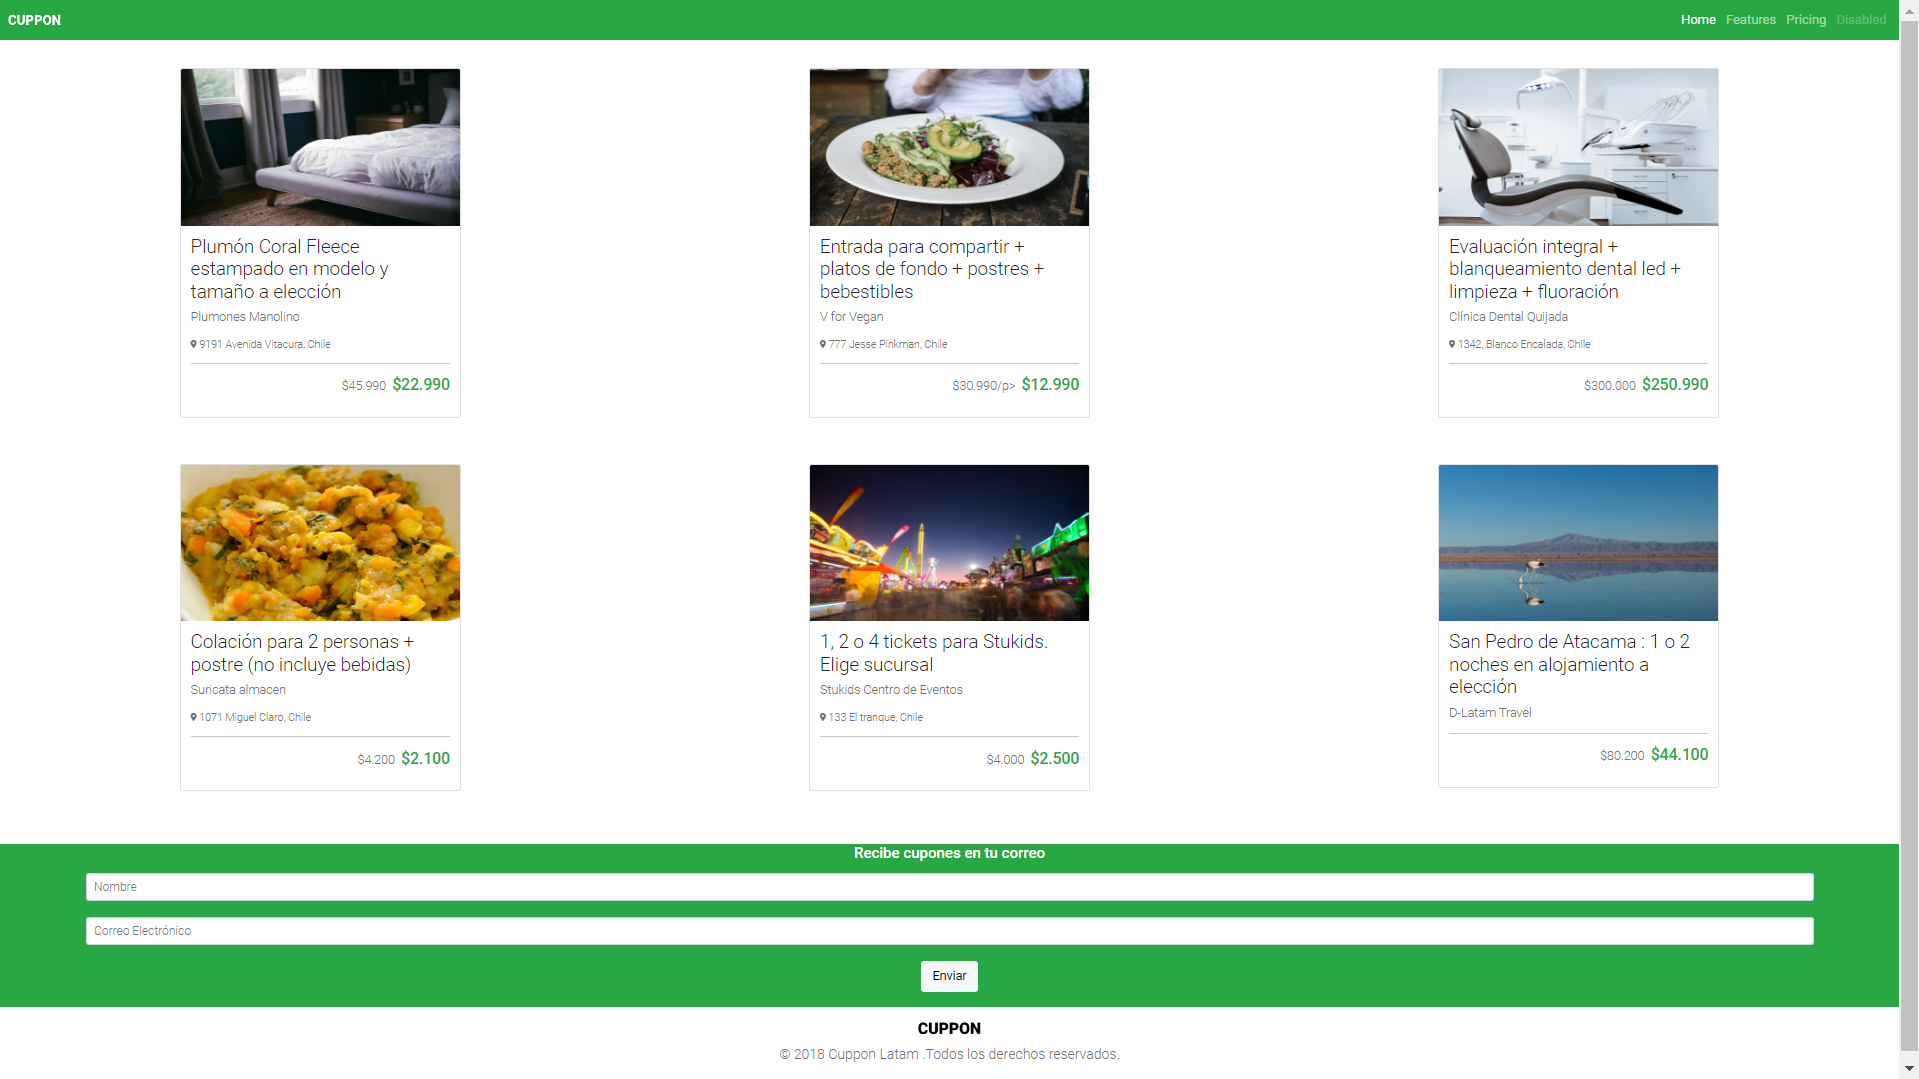 CUPPON
Home Features Pricing Disabled
Plumón Coral Fleece
estampado en modelo y
tamaño a elección
Plumones Manolino
9191 Avenida Vitacura, Chile
$45.990 $22.990
Entrada para compartir +
platos de fondo + postres +
bebestibles
V for Vegan
777 Jesse Pinkman, Chile
$30.990/p> $12.990
Evaluación integral +
blanqueamiento dental led +
limpieza + fluoración
Clínica Dental Quijada
1342, Blanco Encalada, Chile
$300.000 $250.990
Colación para 2 personas +
postre (no incluye bebidas)
Suricata almacen
1071 Miguel Claro, Chile
$4.200 $2.100
1, 2 o 4 tickets para Stukids.
Elige sucursal
Stukids Centro de Eventos
133 El tranque, Chile
$4.000 $2.500
San Pedro de Atacama : 1 o 2
noches en alojamiento a
elección
D-Latam Travel
$80.200 $44.100
Recibe cupones en tu correo
Nombre
Correo Electrónico
Enviar
CUPPON
© 2018 Cuppon Latam .Todos los derechos reservados.